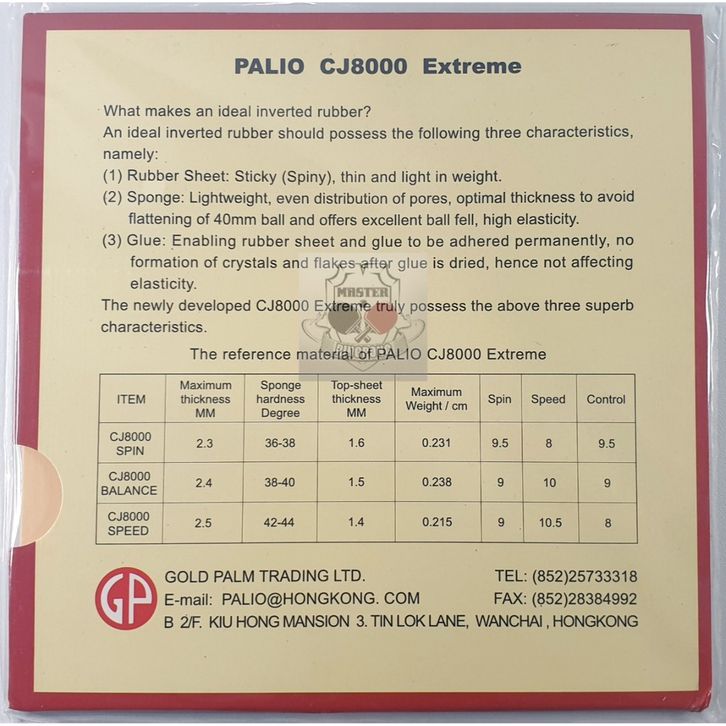 PALIO CJ8000 Extreme
What makes an ideal inverted rubber?
An ideal inverted rubber should possess the following three characteristics,
namely:
(1) Rubber Sheet: Sticky (Spiny), thin and light in weight.
(2) Sponge: Lightweight, even distribution of pores, optimal thickness to avoid
flattening of 40mm ball and offers excellent ball fell, high elasticity.
(3) Glue: Enabling rubber sheet and glue to be adhered permanently, no
formation of crystals and flakes after glue is dried, hence not affecting
elasticity.
MASTER
The newly developed CJ8000 Extreme truly possess the above three superb
characteristics.
The reference material of PALIO CJ8000 Extreme
ITEM Maximum thickness MM Sponge hardness Degree Top-sheet thickness MM Maximum Weight / cm Spin Speed Control
CJ8000 SPIN 2.3 36-38 1.6 0.231 9.5 8 9.5
CJ8000 BALANCE 2.4 38-40 1.5 0.238 9 10 9
CJ8000 SPEED 2.5 42-44 1.4 0.215 9 10.5 8
GP
GOLD PALM TRADING LTD. TEL: (852)25733318
E-mail: PALIO@HONGKONG. COM FAX: (852)28384992
B 2/F. KIU HONG MANSION 3. TIN LOK LANE, WANCHAI , HONGKONG